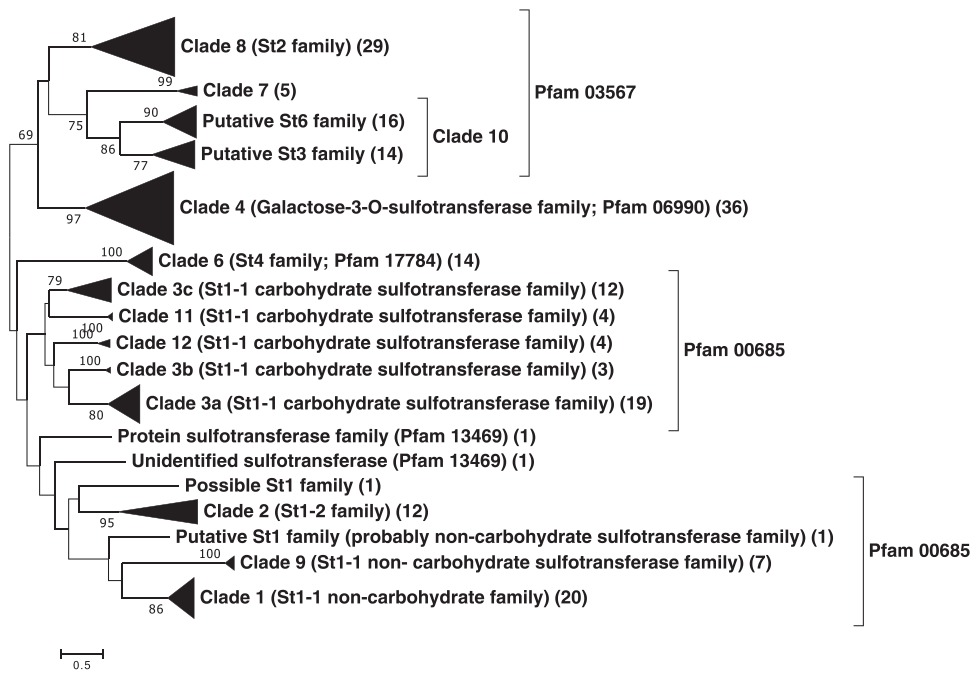 81
Clade 8 (St2 family) (29)
99
Clade 7 (5)
Pfam 03567
90
Putative St6 family (16)
75
Clade 10
69
86
Putative St3 family (14)
77
97
Clade 4 (Galactose-3-O-sulfotransferase family; Pfam 06990) (36)
100
Clade 6 (St4 family; Pfam 17784) (14)
79
Clade 3c (St1-1 carbohydrate sulfotransferase family) (12)
Clade 11 (St1-1 carbohydrate sulfotransferase family) (4)
100
100
Clade 12 (St1-1 carbohydrate sulfotransferase family) (4)
Pfam 00685
100
Clade 3b (St1-1 carbohydrate sulfotransferase family) (3)
Clade 3a (St1-1 carbohydrate sulfotransferase family) (19)
80
Protein sulfotransferase family (Pfam 13469) (1)
Unidentified sulfotransferase (Pfam 13469) (1)
Possible St1 family (1)
Clade 2 (St1-2 family) (12)
95
Putative St1 family (probably non-carbohydrate sulfotransferase family) (1)
Pfam 00685
100
Clade 9 (St1-1 non- carbohydrate sulfotransferase family) (7)
Clade 1 (St1-1 non-carbohydrate family) (20)
86
0.5